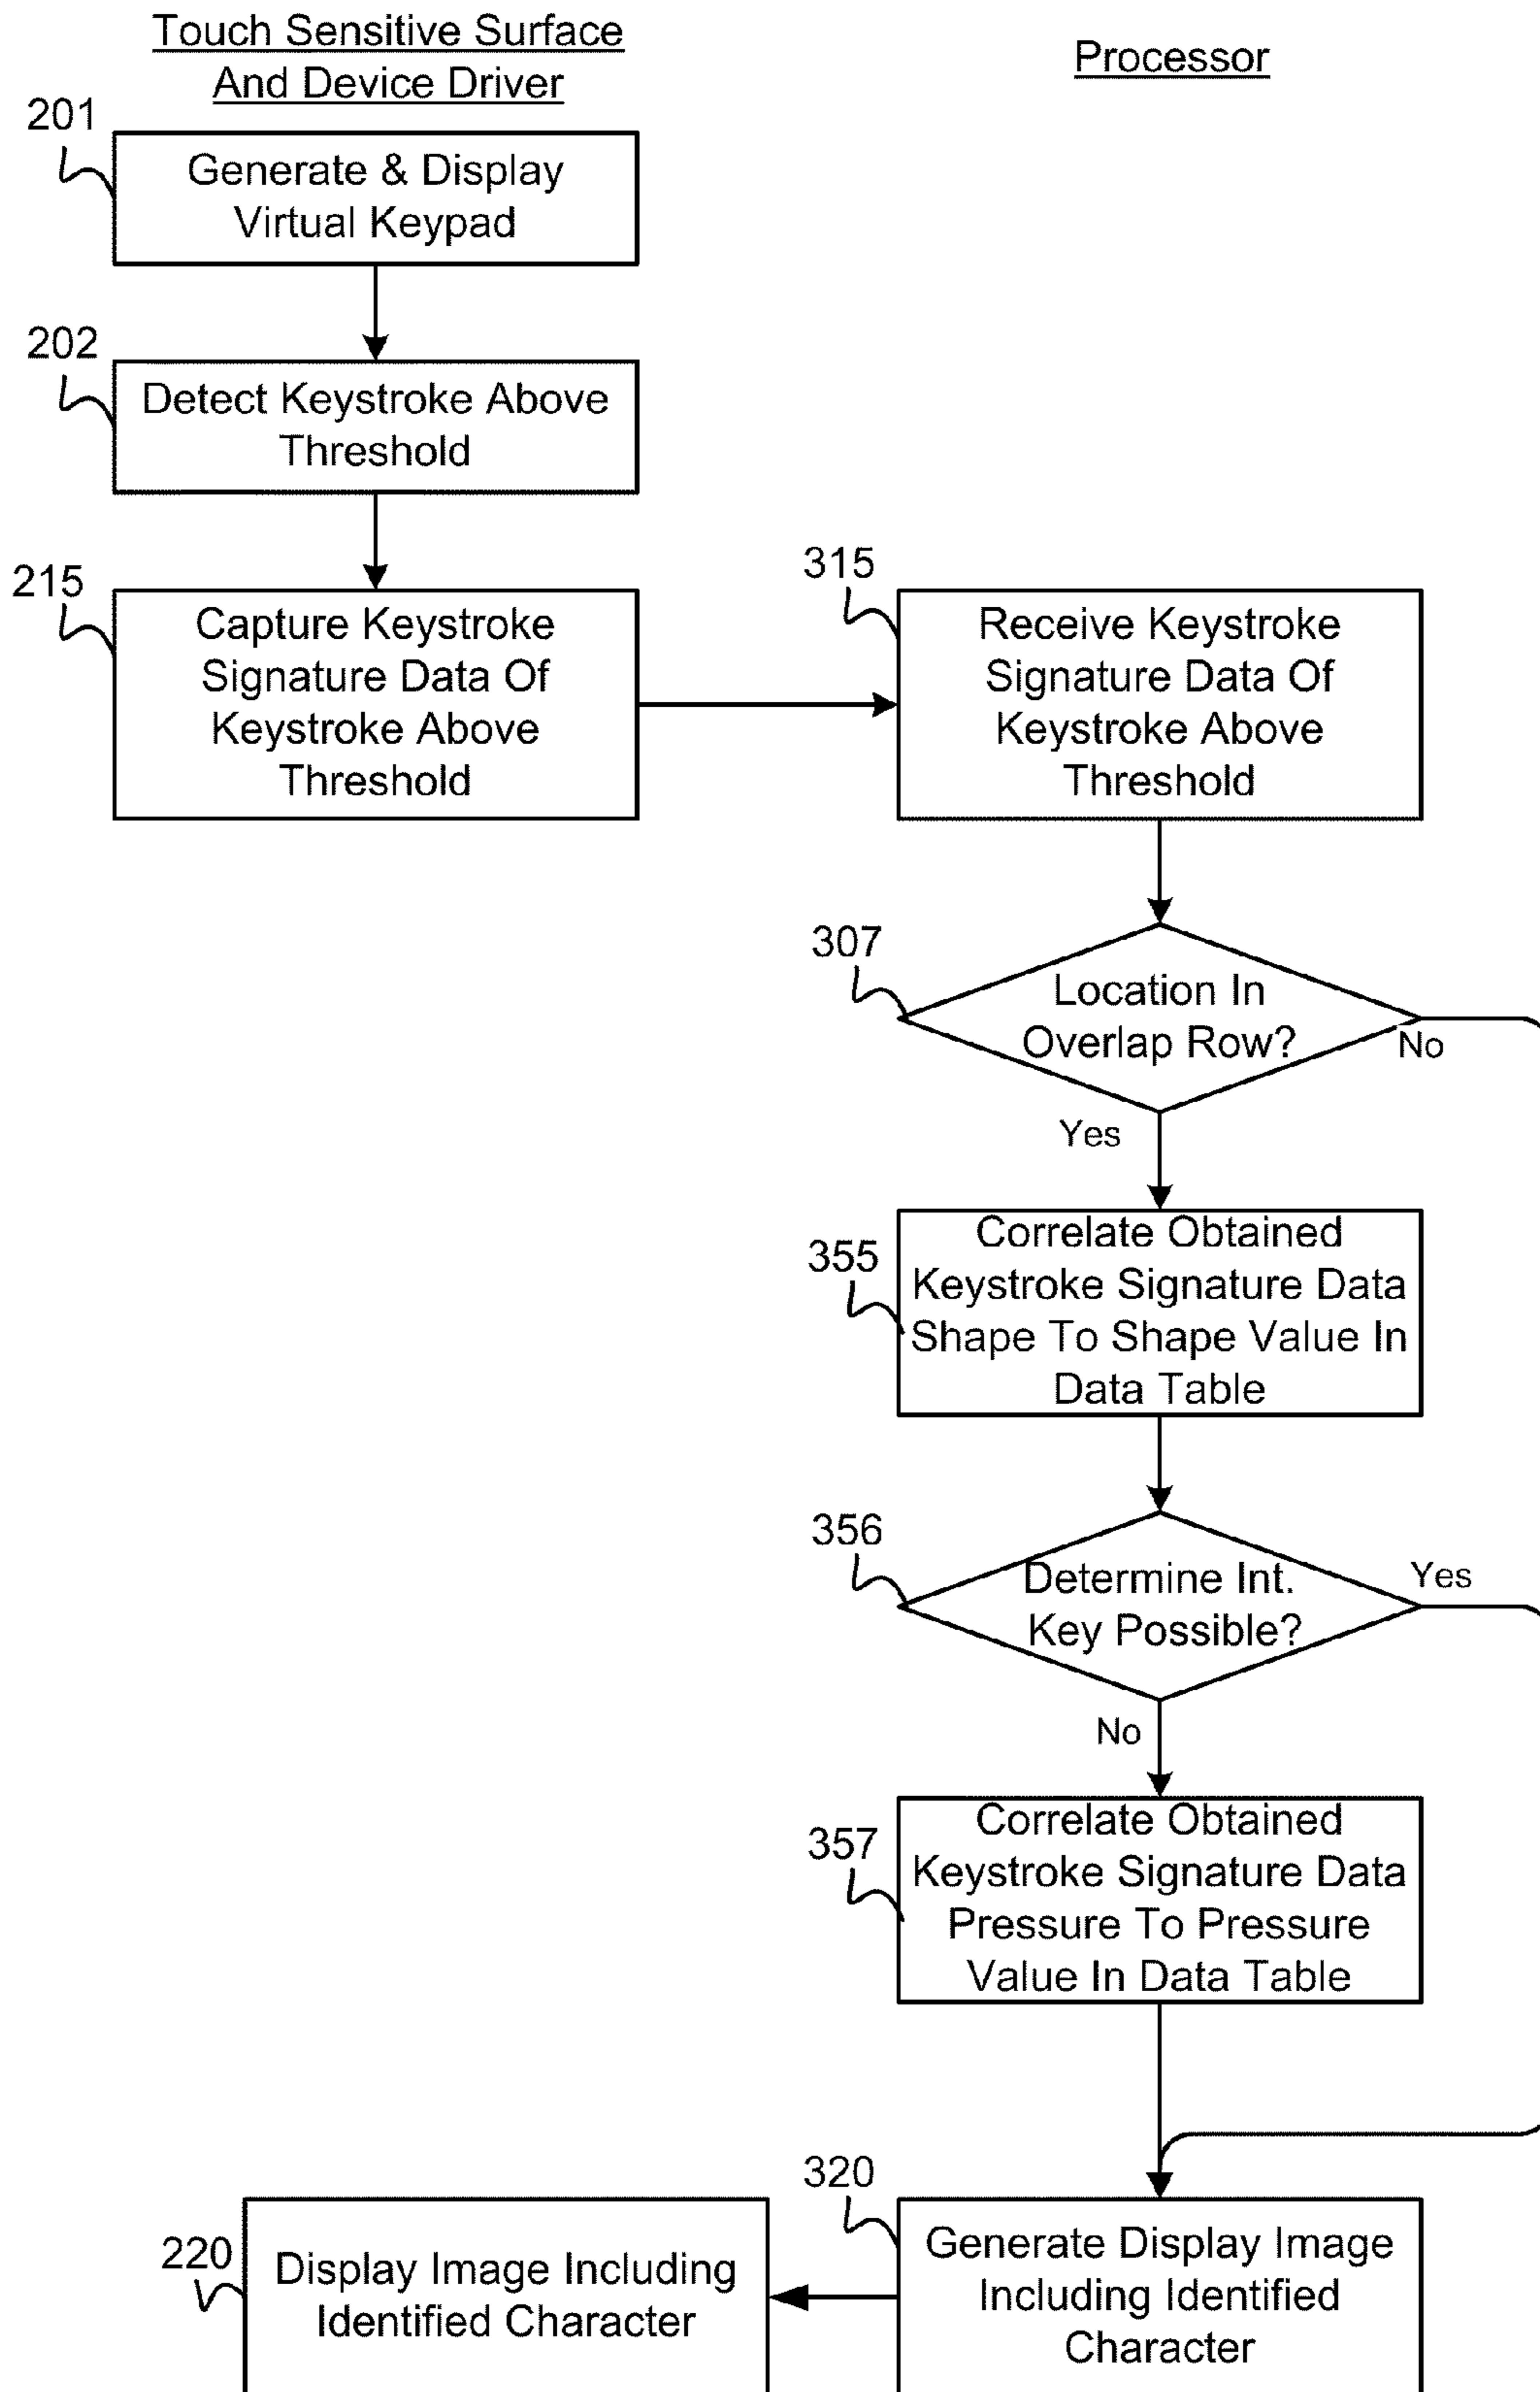 Touch Sensitive Surface
And Device Driver
Processor
201
Generate & Display
Virtual Keypad
202
Detect Keystroke Above
Threshold
215
Capture Keystroke
Signature Data Of
Keystroke Above
Threshold
315
Receive Keystroke
Signature Data Of
Keystroke Above
Threshold
307
Location In
Overlap Row?
No
Yes
355
Correlate Obtained
Keystroke Signature Data
Shape To Shape Value In
Data Table
356
Determine Int.
Key Possible?
Yes
No
357
Correlate Obtained
Keystroke Signature Data
Pressure To Pressure
Value In Data Table
320
Generate Display Image
Including Identified
Character
220
Display Image Including
Identified Character